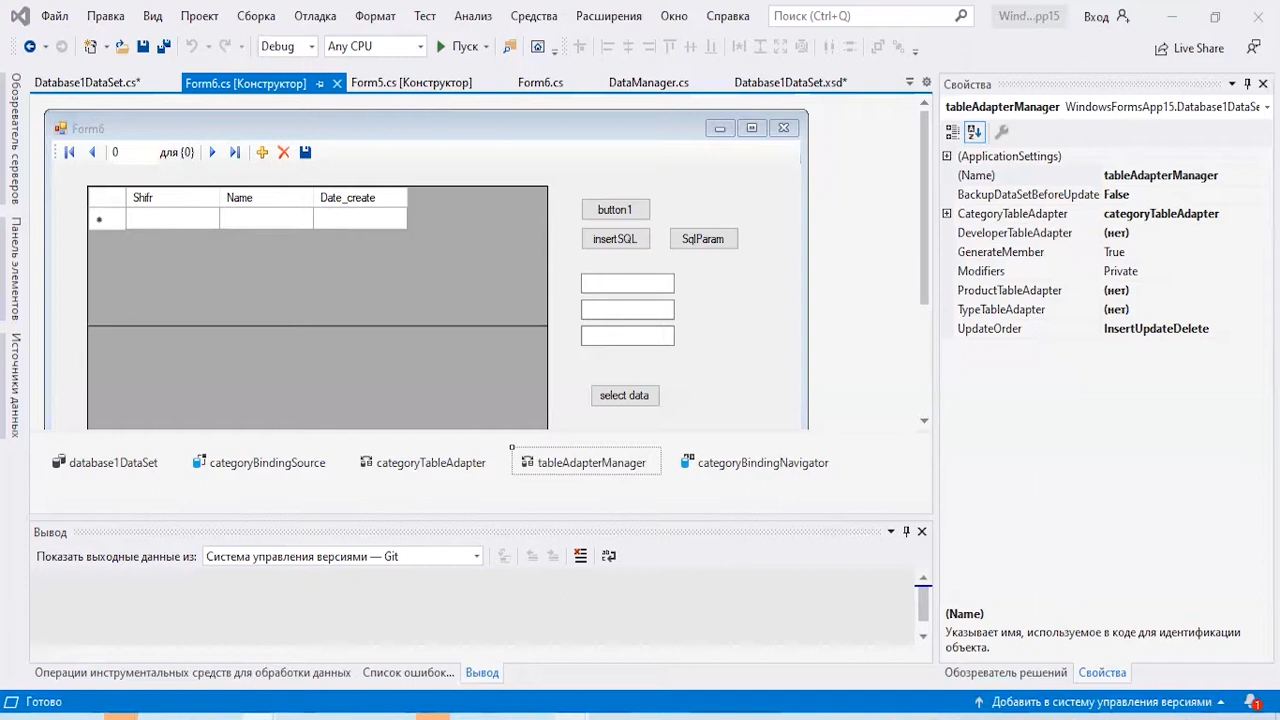 Файл Правка Вид Проект Сборка Отладка Формат Тест Анализ Средства Расширения Окно Справка Поиск (Ctrl+Q) Wind...pp15 Вход
Debug Any CPU Пуск Live Share
Database1DataSet.cs* Form6.cs [Конструктор] Form5.cs [Конструктор] Form6.cs DataManager.cs Database1DataSet.xsd*
Обозреватель серверов
Панель элементов
Источники данных
Form6
0 для {0}
Shifr Name Date_create
button1
insertSQL SqlParam
select data
database1DataSet categoryBindingSource categoryTableAdapter tableAdapterManager categoryBindingNavigator
Вывод
Показать выходные данные из: Система управления версиями — Git
Операции инструментальных средств для обработки данных Список ошибок... Вывод
Свойства
tableAdapterManager WindowsFormsApp15.Database1DataSe
(ApplicationSettings)
(Name) tableAdapterManager
BackupDataSetBeforeUpdate False
CategoryTableAdapter categoryTableAdapter
DeveloperTableAdapter (нет)
GenerateMember True
Modifiers Private
ProductTableAdapter (нет)
TypeTableAdapter (нет)
UpdateOrder InsertUpdateDelete
(Name)
Указывает имя, используемое в коде для идентификации
объекта.
Обозреватель решений Свойства
Готово Добавить в систему управления версиями 1